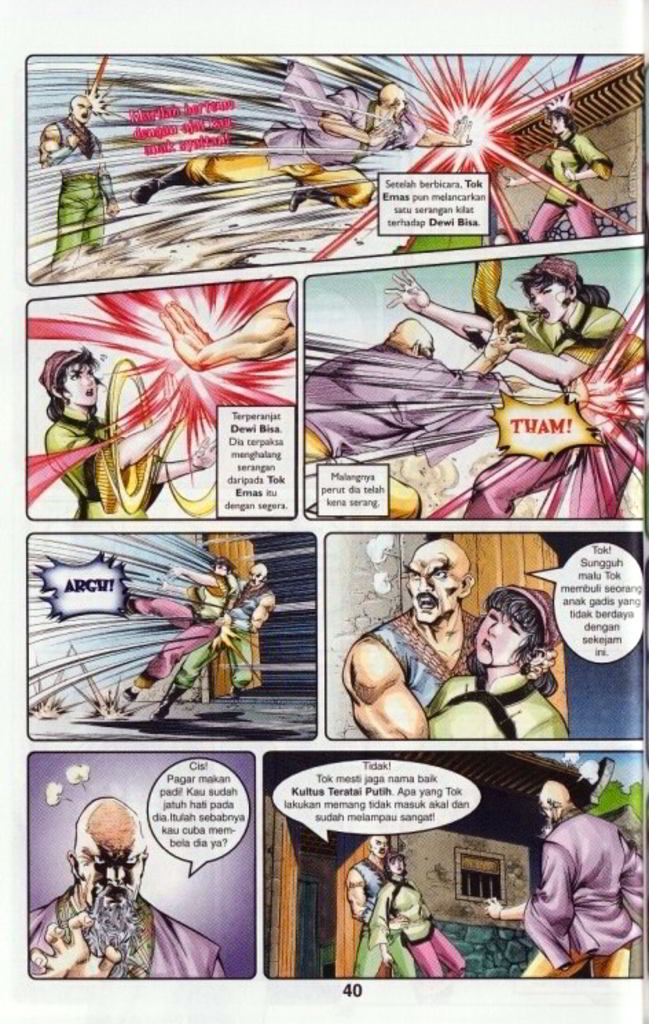 Marilah bertemu
dengan ajal kau
anak syaitan!
Setelah berbicara, Tok
Emas pun melancarkan
satu serangan kilat
terhadap Dewi Bisa.
Terperanjat
Dewi Bisa.
Dia terpaksa
menghalang
serangan
daripada Tok
Emas itu
dengan segera.
Malangnya
perut dia telah
kena serang.
THAM!
ARGH!
Tok!
Sungguh
malu Tok
membuli seorang
anak gadis yang
tidak berdaya
dengan
sekejam
ini.
Cis!
Pagar makan
padi! Kau sudah
jatuh hati pada
dia.Itulah sebabnya
kau cuba mem-
bela dia ya?
Tidak!
Tok mesti jaga nama baik
Kultus Teratai Putih. Apa yang Tok
lakukan memang tidak masuk akal dan
sudah melampau sangat!
40